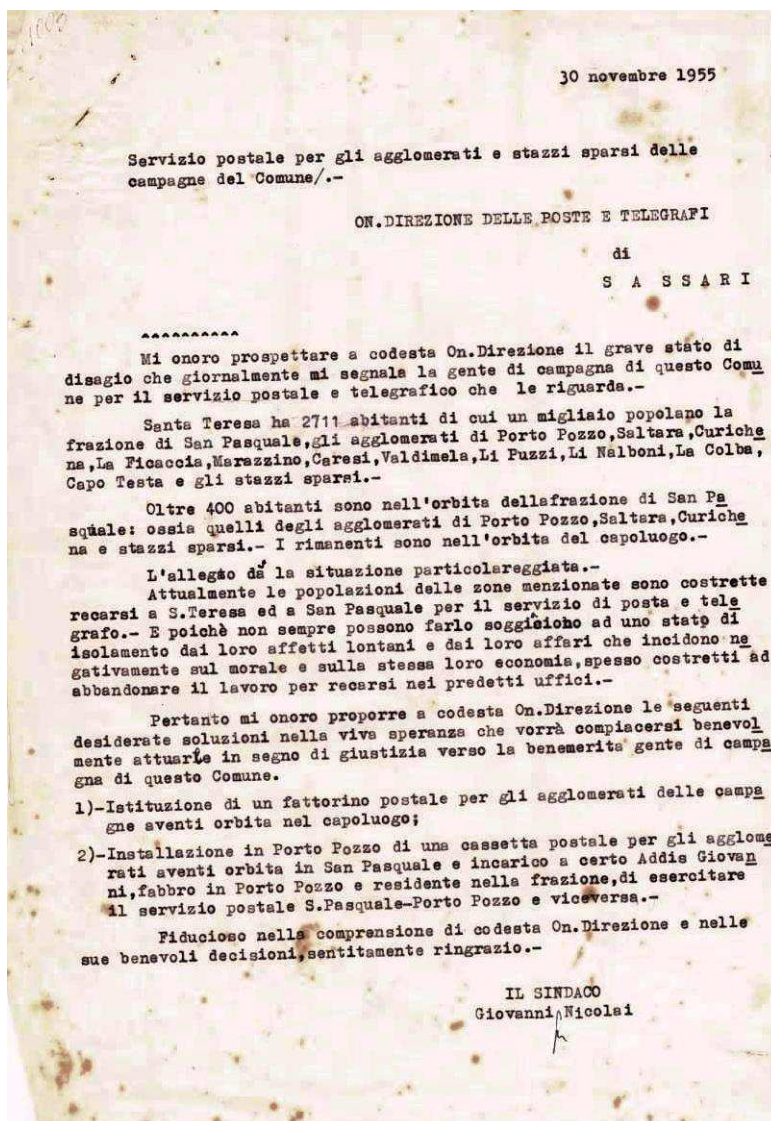 30 novembre 1955
Servizio postale per gli agglomerati e stazzi sparsi delle
campagne del Comune/.-
ON.DIREZIONE DELLE POSTE E TELEGRAFI
di
S A SSARI
^^^^^^^^^^
Mi onoro prospettare a codesta On.Direzione il grave stato di
disagio che giornalmente mi segnala la gente di campagna di questo Comu
ne per il servizio postale e telegrafico che le riguarda.-
Santa Teresa ha 2711 abitanti di cui un migliaio popolano la
frazione di San Pasquale,gli agglomerati di Porto Pozzo,Saltara,Curiche
na,La Ficaccia,Marazzino,Caresi,Valdimela,Li Puzzi,Li Nalboni,La Colba,
Capo Testa e gli stazzi sparsi.-
Oltre 400 abitanti sono nell'orbita dellafrazione di San Pa
squale: ossia quelli degli agglomerati di Porto Pozzo,Saltara,Curiche
na e stazzi sparsi.- I rimanenti sono nell'orbita del capoluogo.-
L'allegto dà la situazione particolareggiata.-
Attualmente le popolazioni delle zone menzionate sono costrette
recarsi a S.Teresa ed a San Pasquale per il servizio di posta e tele
grafo.- E poichè non sempre possono farlo ad uno stato di
isolamento dai loro affetti lontani e dai loro affari che incidono ne
gativamente sul morale e sulla stessa loro economia,spesso costretti ad
abbandonare il lavoro per recarsi nei predetti uffici.-
Pertanto mi onoro proporre a codesta On.Direzione le seguenti
desiderate soluzioni nella viva speranza che vorrà compiacersi benevol
mente attuarle in segno di giustizia verso la benemerita gente di campa
gna di questo Comune.
1)-Istituzione di un fattorino postale per gli agglomerati delle campa
gne aventi orbita nel capoluogo;
2)-Installazione in Porto Pozzo di una cassetta postale per gli agglome
rati aventi orbita in San Pasquale e incarico a certo Addis Giovan
ni,fabbro in Porto Pozzo e residente nella frazione,di esercitare
il servizio postale S.Pasquale-Porto Pozzo e viceversa.-
Fiducioso nella comprensione di codesta On.Direzione e nelle
sue benevoli decisioni,sentitamente ringrazio.-
IL SINDACO
Giovanni Nicolai